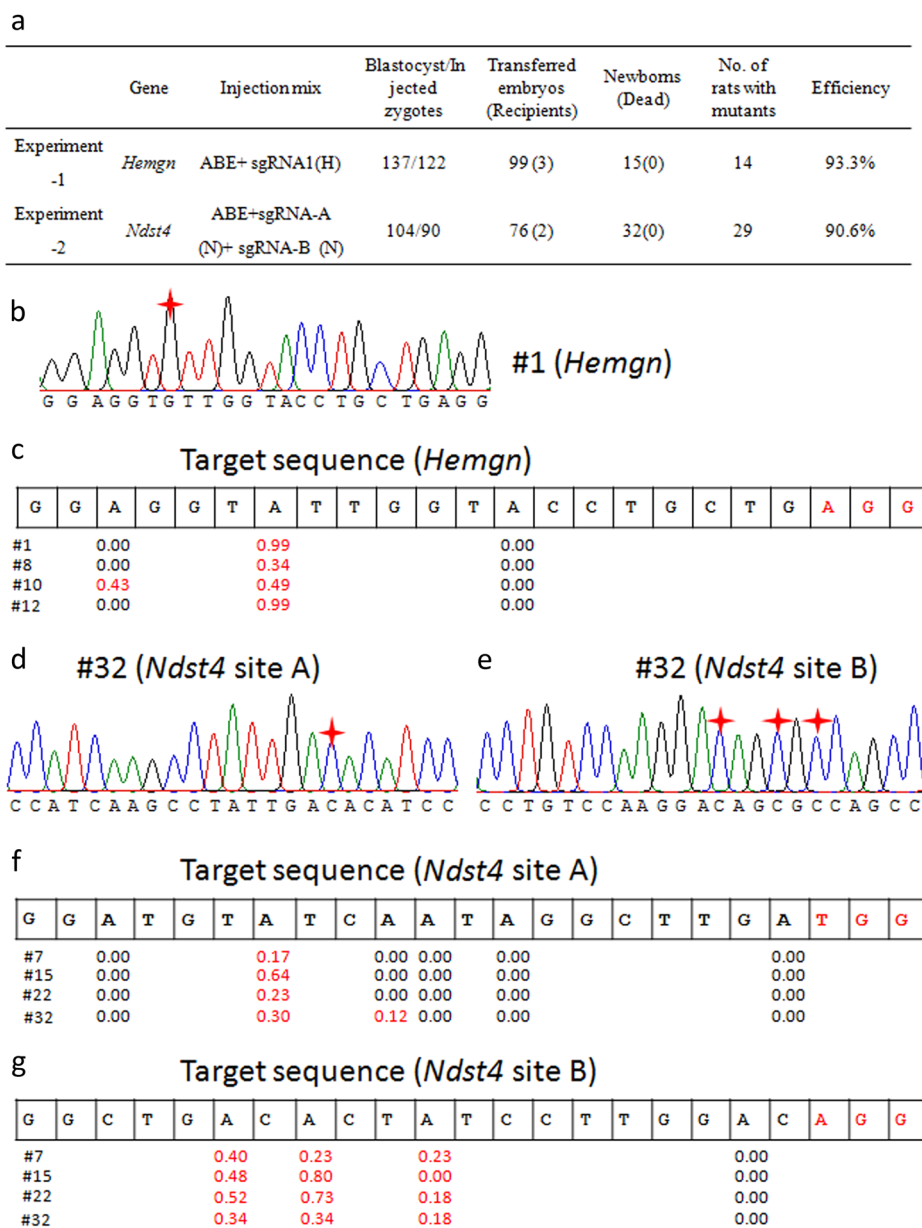 a
Gene Injection mix Blastocyst/In jected zygotes Transferred embryos (Recipients) Newborns (Dead) No. of rats with mutants Efficiency
Experiment -1 Hemgn ABE+ sgRNA1(H) 137/122 99 (3) 15(0) 14 93.3%
Experiment -2 Ndst4 ABE+sgRNA-A (N)+ sgRNA-B (N) 104/90 76 (2) 32(0) 29 90.6%
b
#1 (Hemgn)
G G A G G T G T T G G T A C C T G C T G A G G
c
Target sequence (Hemgn)
G G A G G T A T T G G T A C C T G C T G A G G
#1 0.00 0.99 0.00
#8 0.00 0.34 0.00
#10 0.43 0.49 0.00
#12 0.00 0.99 0.00
d
#32 (Ndst4 site A)
C C A T C A A G C C T A T T G A C A C A T C C
e
#32 (Ndst4 site B)
C C T G T C C A A G G A C A G C G C C A G C C
f
Target sequence (Ndst4 site A)
G G A T G T A T C A A T A G G C T T G A T G G
#7 0.00 0.17 0.00 0.00 0.00 0.00
#15 0.00 0.64 0.00 0.00 0.00 0.00
#22 0.00 0.23 0.00 0.00 0.00 0.00
#32 0.00 0.30 0.12 0.00 0.00 0.00
g
Target sequence (Ndst4 site B)
G G C T G A C A C T A T C C T T G G A C A G G
#7 0.40 0.23 0.23 0.00
#15 0.48 0.80 0.00 0.00
#22 0.52 0.73 0.18 0.00
#32 0.34 0.34 0.18 0.00